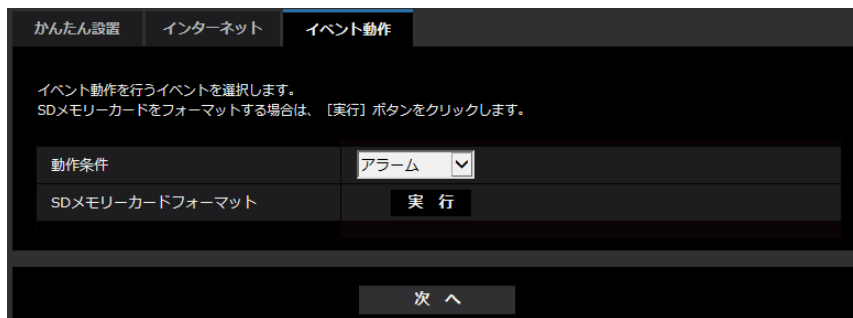 かんたん設置 インターネット イベント動作
イベント動作を行うイベントを選択します。
SDメモリーカードをフォーマットする場合は、［実行］ボタンをクリックします。
動作条件 アラーム
SDメモリーカードフォーマット 実 行
次 へ